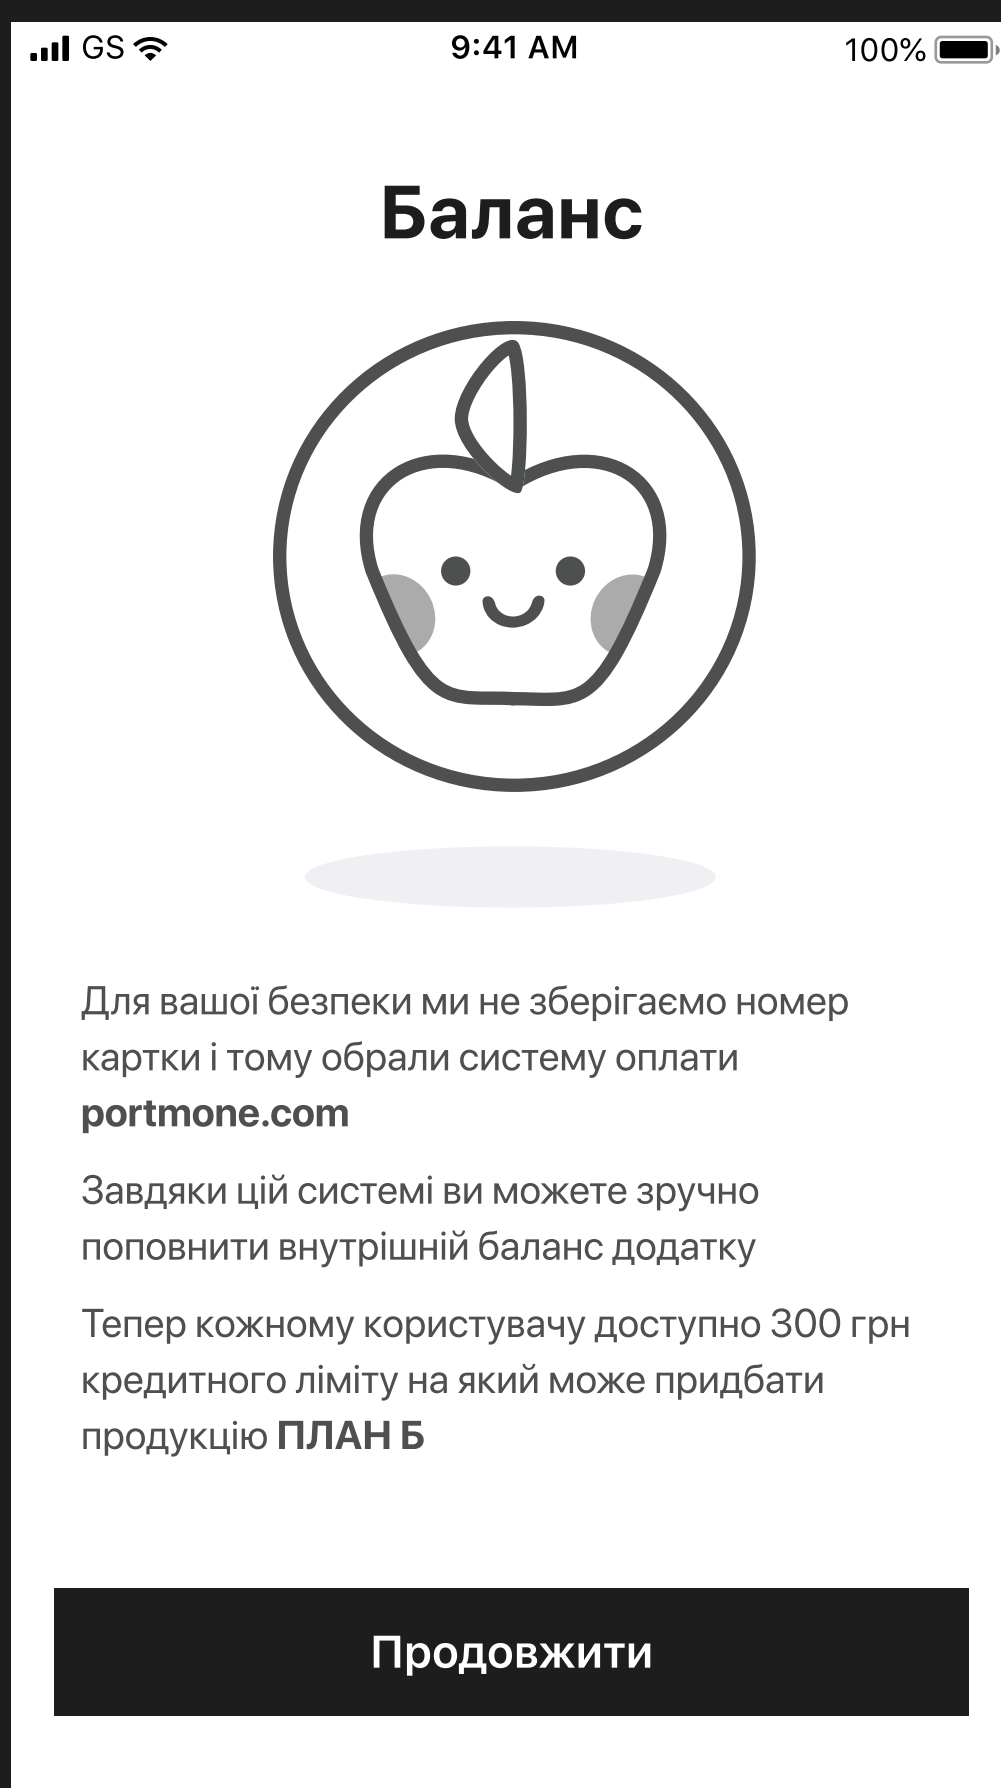 GS 9:41 AM 100%
Баланс
Для вашої безпеки ми не зберігаємо номер
картки і тому обрали систему оплати
portmone.com
Завдяки цій системі ви можете зручно
поповнити внутрішній баланс додатку
Тепер кожному користувачу доступно 300 грн
кредитного ліміту на який може придбати
продукцію ПЛАН Б
Продовжити